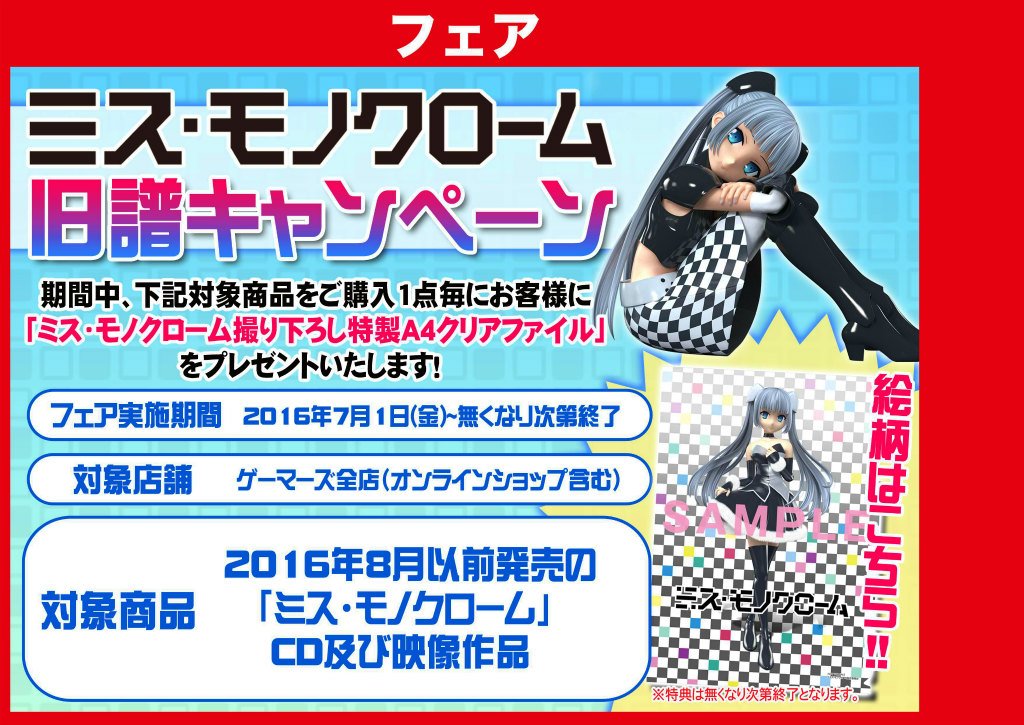 フェア
ミス・モノクローム
旧譜キャンペーン
期間中、下記対象商品をご購入1点毎にお客様に
「ミス・モノクローム撮り下ろし特製A4クリアファイル」
をプレゼントいたします!
フェア実施期間 2016年7月1日(金)~無くなり次第終了
対象店舗 ゲーマーズ全店(オンラインショップ含む)
対象商品
2016年8月以前発売の
「ミス・モノクローム」
CD及び映像作品
絵柄はこちら!!
SAMPLE
ミス・モノクローム
※特典は無くなり次第終了となります。